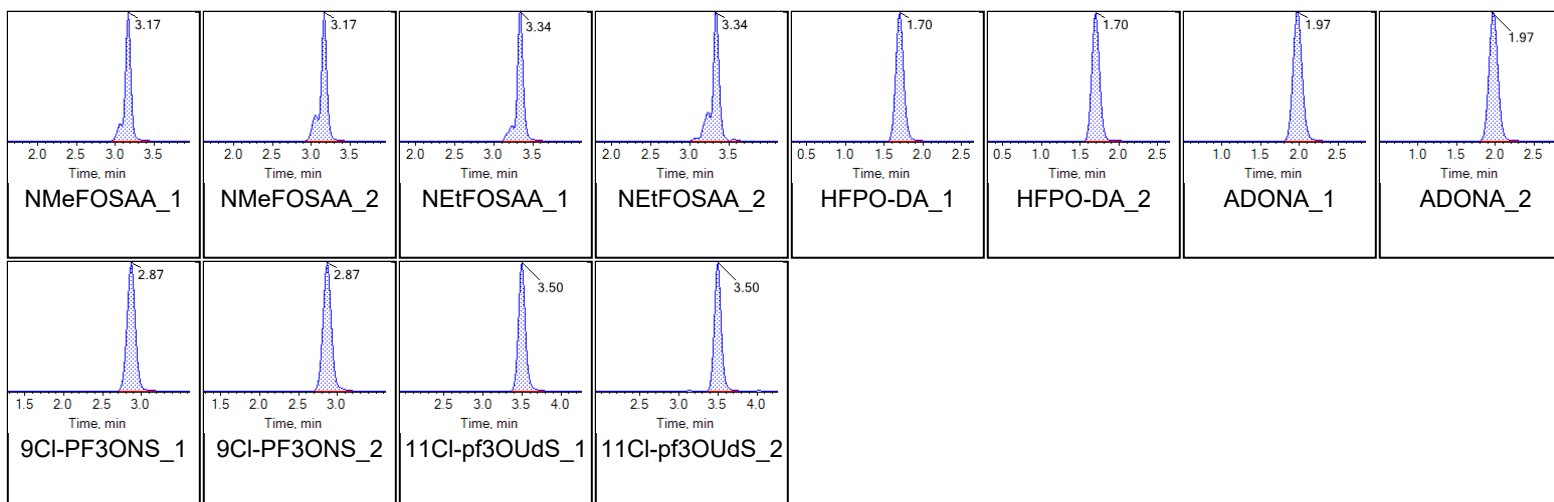 3.17 3.17 3.34 3.34 1.70 1.70 1.97 1.97
2.0 2.5 3.0 3.5 2.0 2.5 3.0 3.5 2.0 2.5 3.0 3.5 2.0 2.5 3.0 3.5 0.5 1.0 1.5 2.0 2.5 0.5 1.0 1.5 2.0 2.5 1.0 1.5 2.0 2.5 1.0 1.5 2.0 2.5
Time, min Time, min Time, min Time, min Time, min Time, min Time, min Time, min
NMeFOSAA_1 NMeFOSAA_2 NEtFOSAA_1 NEtFOSAA_2 HFPO-DA_1 HFPO-DA_2 ADONA_1 ADONA_2
2.87 2.87 3.50 3.50
1.5 2.0 2.5 3.0 1.5 2.0 2.5 3.0 2.5 3.0 3.5 4.0 2.5 3.0 3.5 4.0
Time, min Time, min Time, min Time, min
9Cl-PF3ONS_1 9Cl-PF3ONS_2 11Cl-pf3OUdS_1 11Cl-pf3OUdS_2